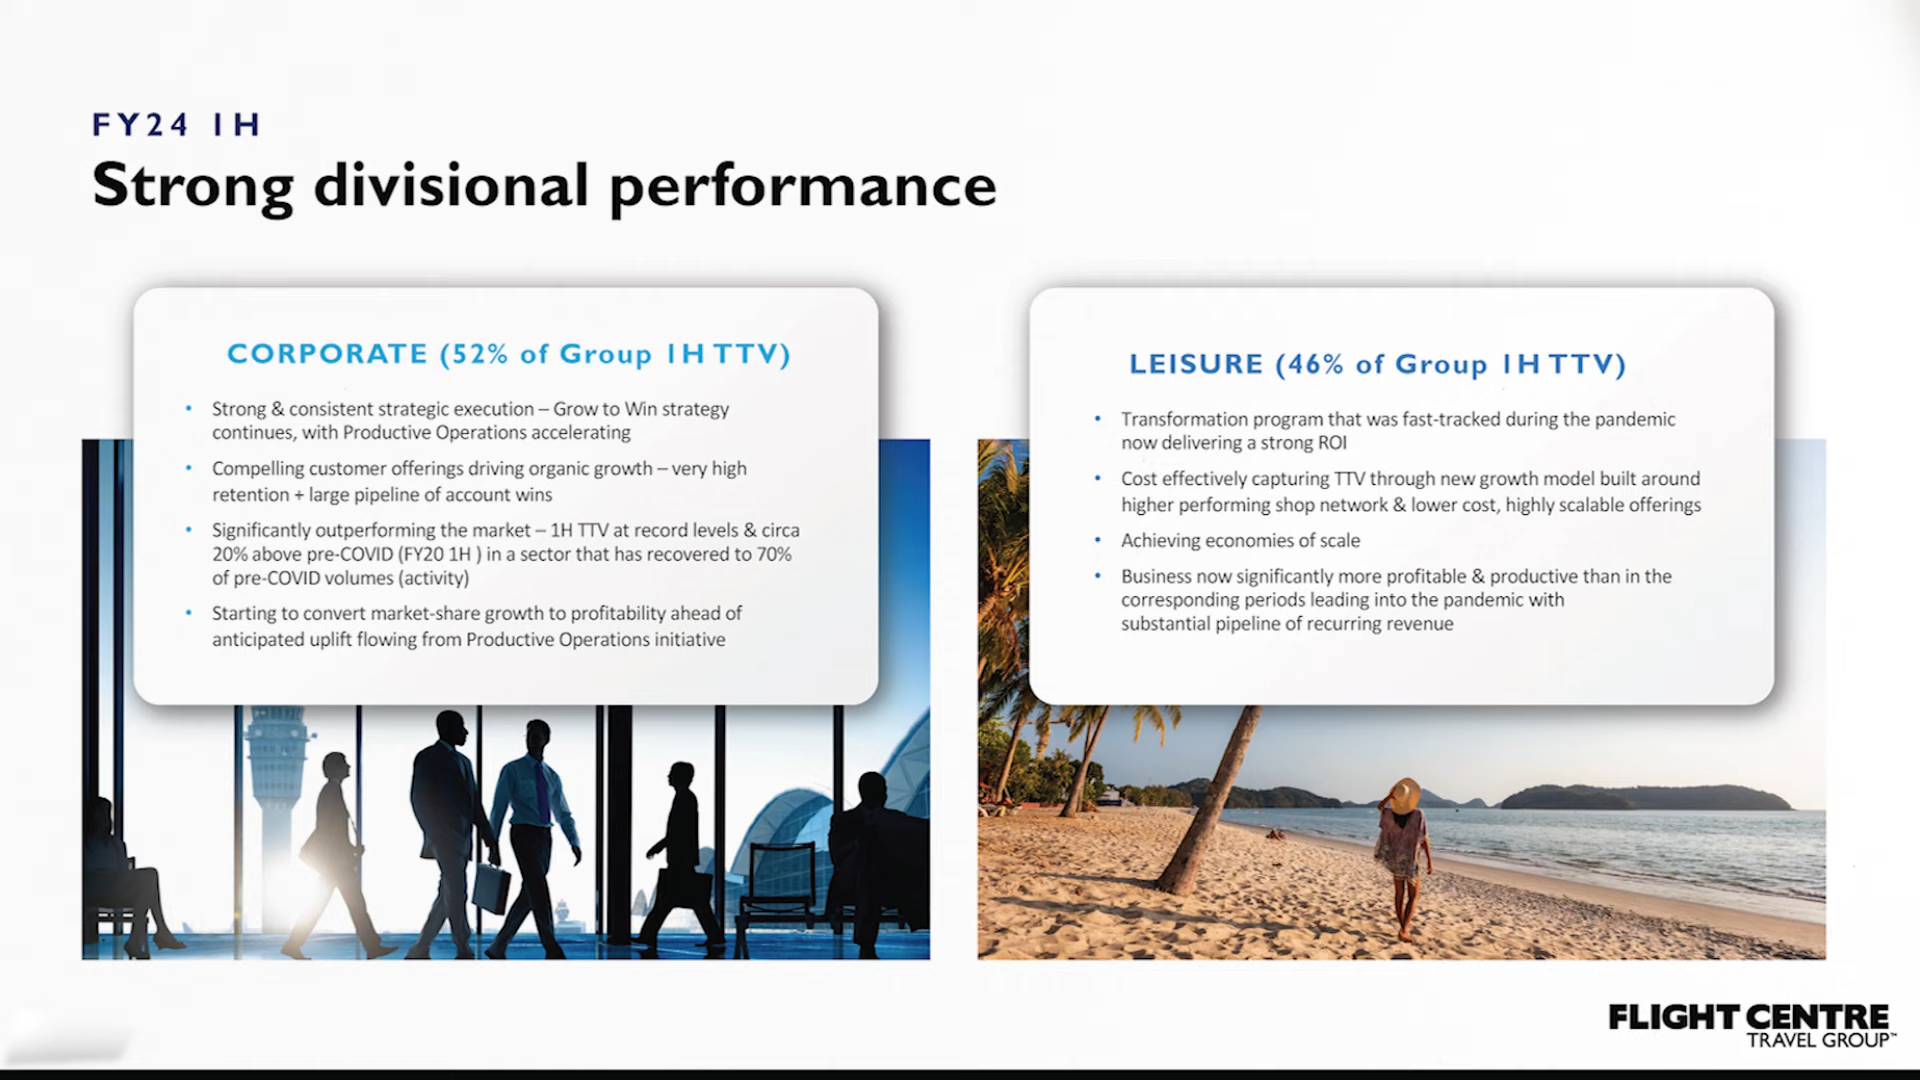 FY24 1H
Strong divisional performance
CORPORATE (52% of Group 1H TTV)
• Strong & consistent strategic execution – Grow to Win strategy
continues, with Productive Operations accelerating
• Compelling customer offerings driving organic growth – very high
retention + large pipeline of account wins
• Significantly outperforming the market – 1H TTV at record levels & circa
20% above pre-COVID (FY20 1H ) in a sector that has recovered to 70%
of pre-COVID volumes (activity)
• Starting to convert market-share growth to profitability ahead of
anticipated uplift flowing from Productive Operations initiative
LEISURE (46% of Group 1H TTV)
• Transformation program that was fast-tracked during the pandemic
now delivering a strong ROI
• Cost effectively capturing TTV through new growth model built around
higher performing shop network & lower cost, highly scalable offerings
• Achieving economies of scale
• Business now significantly more profitable & productive than in the
corresponding periods leading into the pandemic with
substantial pipeline of recurring revenue
FLIGHT CENTRE
TRAVEL GROUP™